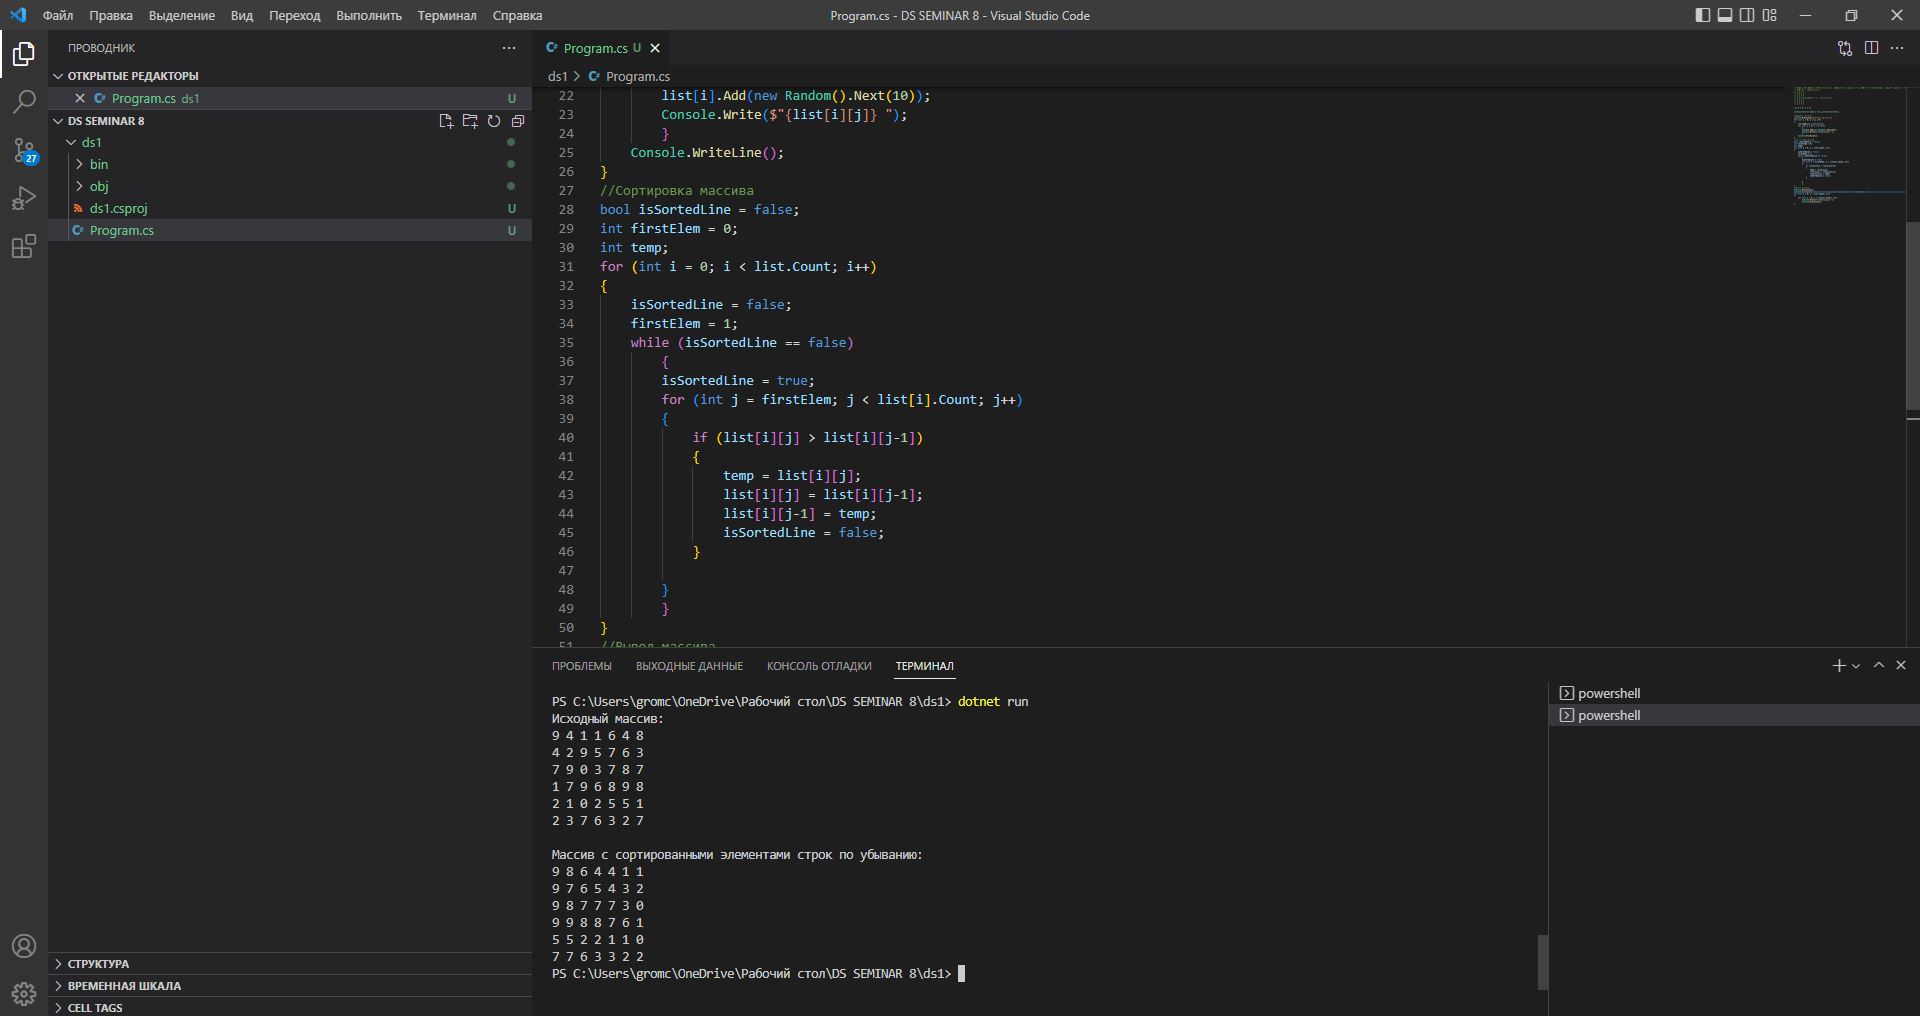 Файл Правка Выделение Вид Переход Выполнить Терминал Справка
Program.cs - DS SEMINAR 8 - Visual Studio Code
ПРОВОДНИК
ОТКРЫТЫЕ РЕДАКТОРЫ
Program.cs ds1 U
DS SEMINAR 8
ds1
bin
obj
ds1.csproj U
Program.cs U
27
СТРУКТУРА
ВРЕМЕННАЯ ШКАЛА
CELL TAGS
Program.cs U
ds1 > Program.cs
22 list[i].Add(new Random().Next(10));
23 Console.Write($"{list[i][j]} ");
24 }
25 Console.WriteLine();
26 }
27 //Сортировка массива
28 bool isSortedLine = false;
29 int firstElem = 0;
30 int temp;
31 for (int i = 0; i < list.Count; i++)
32 {
33 isSortedLine = false;
34 firstElem = 1;
35 while (isSortedLine == false)
36 {
37 isSortedLine = true;
38 for (int j = firstElem; j < list[i].Count; j++)
39 {
40 if (list[i][j] > list[i][j-1])
41 {
42 temp = list[i][j];
43 list[i][j] = list[i][j-1];
44 list[i][j-1] = temp;
45 isSortedLine = false;
46 }
47
48 }
49 }
50 }
51 //Вывод массива
ПРОБЛЕМЫ ВЫХОДНЫЕ ДАННЫЕ КОНСОЛЬ ОТЛАДКИ ТЕРМИНАЛ
PS C:\Users\gromc\OneDrive\Рабочий стол\DS SEMINAR 8\ds1> dotnet run
Исходный массив:
9 4 1 1 6 4 8
4 2 9 5 7 6 3
7 9 0 3 7 8 7
1 7 9 6 8 9 8
2 1 0 2 5 5 1
2 3 7 6 3 2 7
Массив с сортированными элементами строк по убыванию:
9 8 6 4 4 1 1
9 7 6 5 4 3 2
9 8 7 7 7 3 0
9 9 8 8 7 6 1
5 5 2 2 1 1 0
7 7 6 3 3 2 2
PS C:\Users\gromc\OneDrive\Рабочий стол\DS SEMINAR 8\ds1>
powershell
powershell